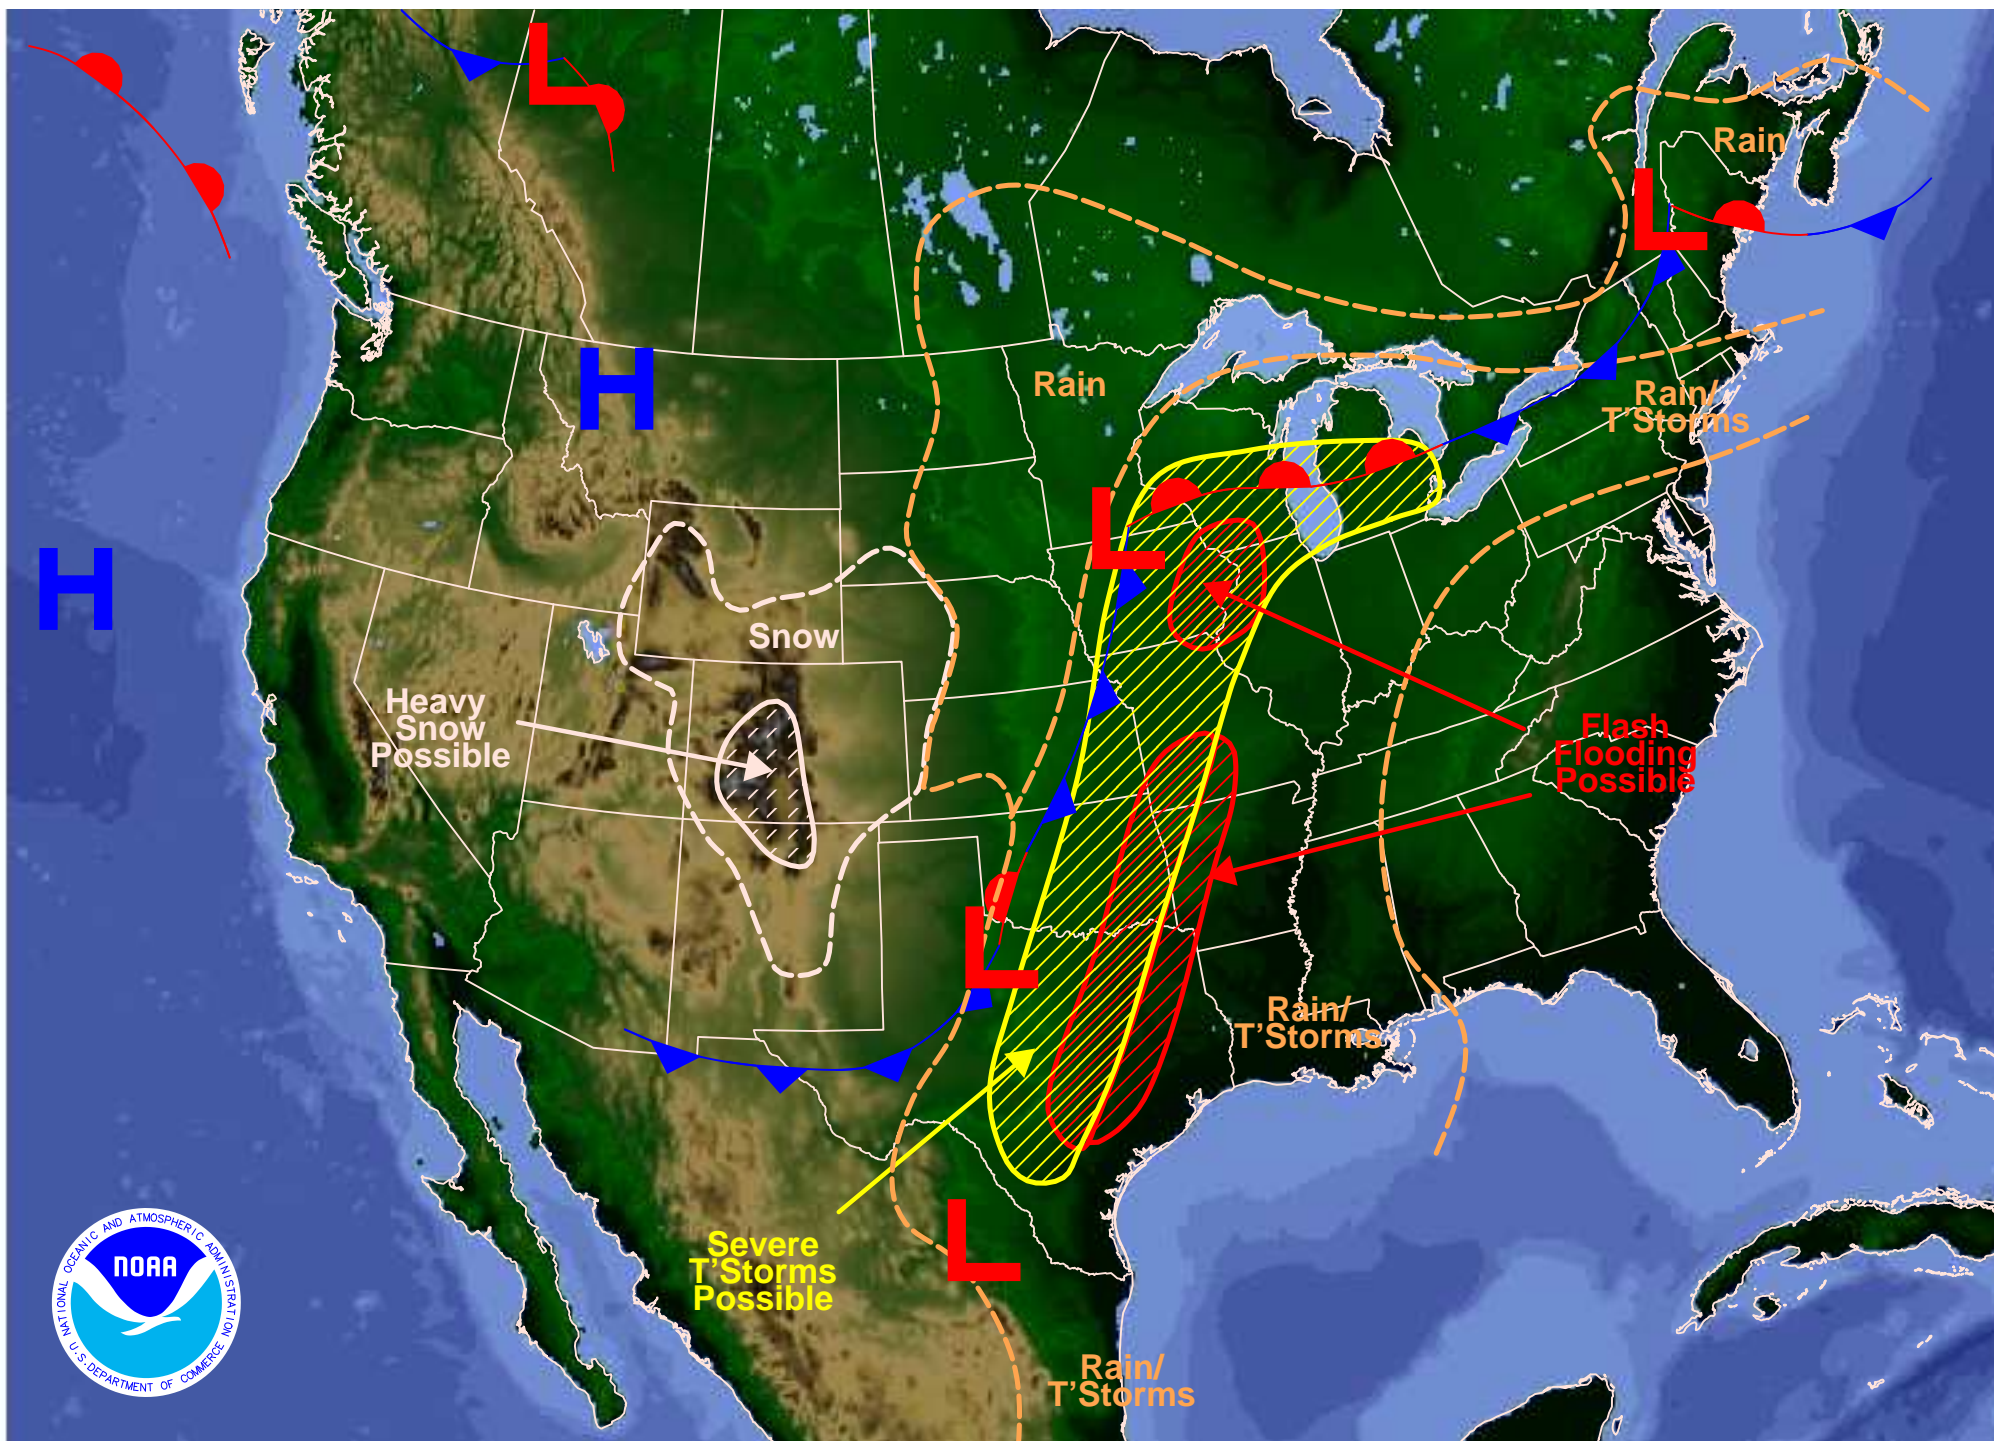 L
Rain
L
H
Rain
Rain/
T'Storms
L
H
Snow
Heavy
Snow
Possible
Flash
Flooding
Possible
L
Rain/
T'Storms
L
Severe
T'Storms
Possible
Rain/
T'Storms
NATIONAL OCEANIC AND ATMOSPHERIC ADMINISTRATION
NOAA
U.S. DEPARTMENT OF COMMERCE